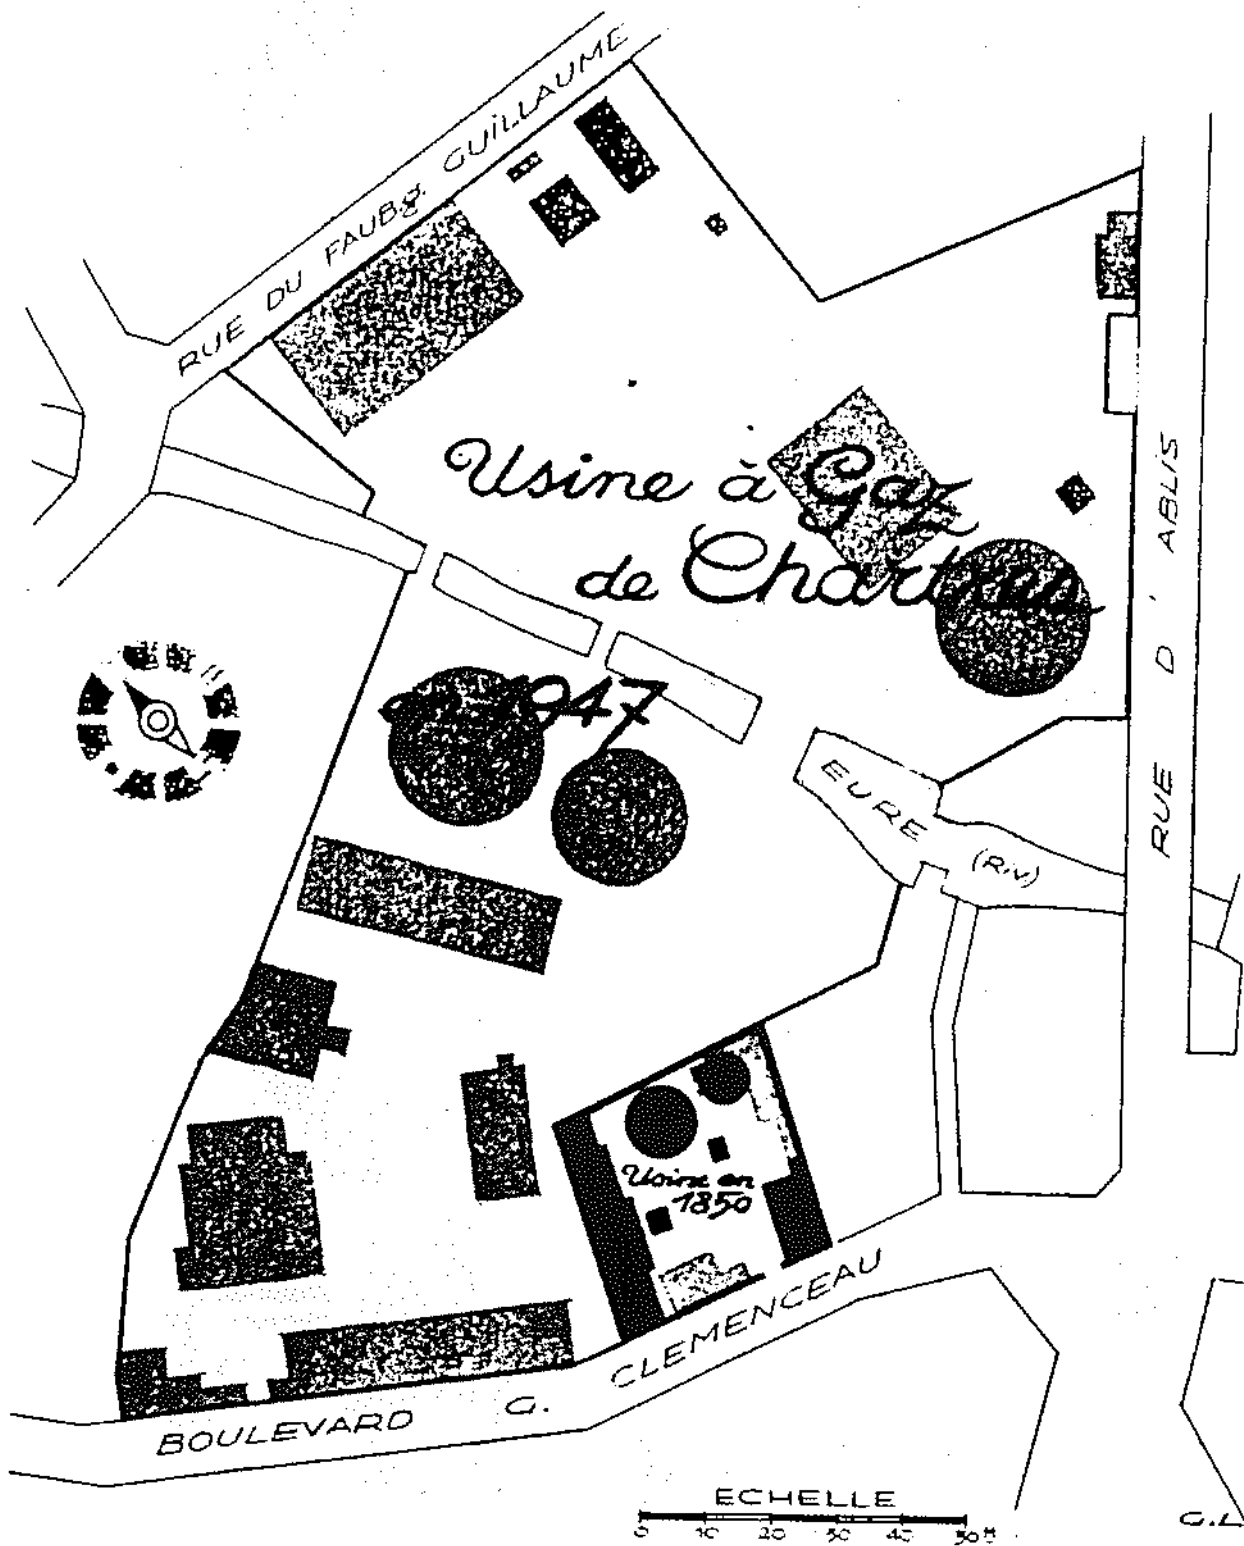 RUE DU FAUBg. GUILLAUME
Usine à Gaz
de Chartres
en 1947
RUE D'ABLIS
EURE
(Riv)
Usine en
1850
BOULEVARD G. CLEMENCEAU
ECHELLE
0 10 20 30 40 50 M
G.L